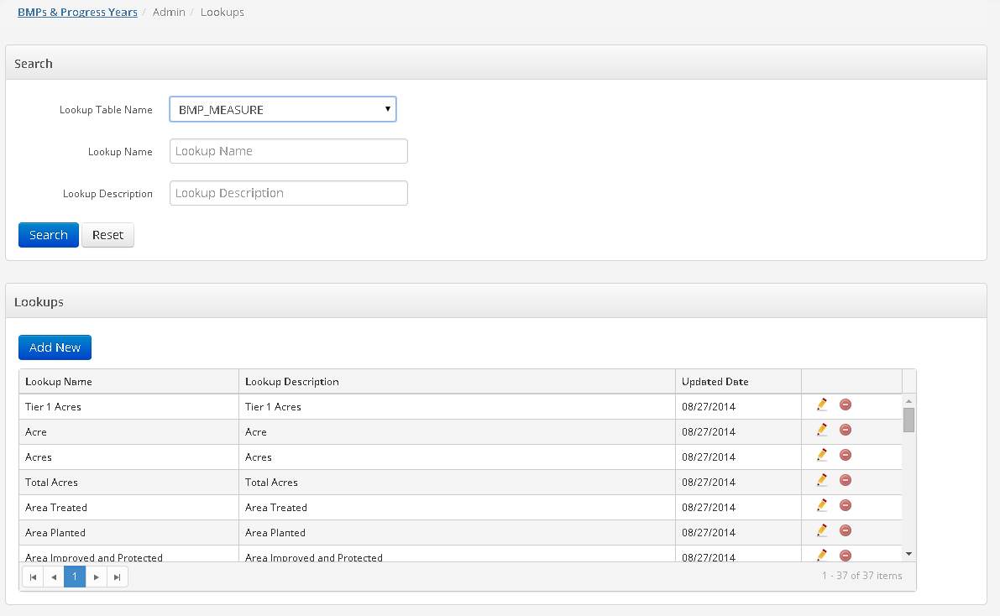 BMPs & Progress Years / Admin / Lookups
Search
Lookup Table Name BMP_MEASURE
Lookup Name Lookup Name
Lookup Description Lookup Description
Search Reset
Lookups
Add New
Lookup Name Lookup Description Updated Date
Tier 1 Acres Tier 1 Acres 08/27/2014
Acre Acre 08/27/2014
Acres Acres 08/27/2014
Total Acres Total Acres 08/27/2014
Area Treated Area Treated 08/27/2014
Area Planted Area Planted 08/27/2014
Area Improved and Protected Area Improved and Protected 08/27/2014
1 1 - 37 of 37 items